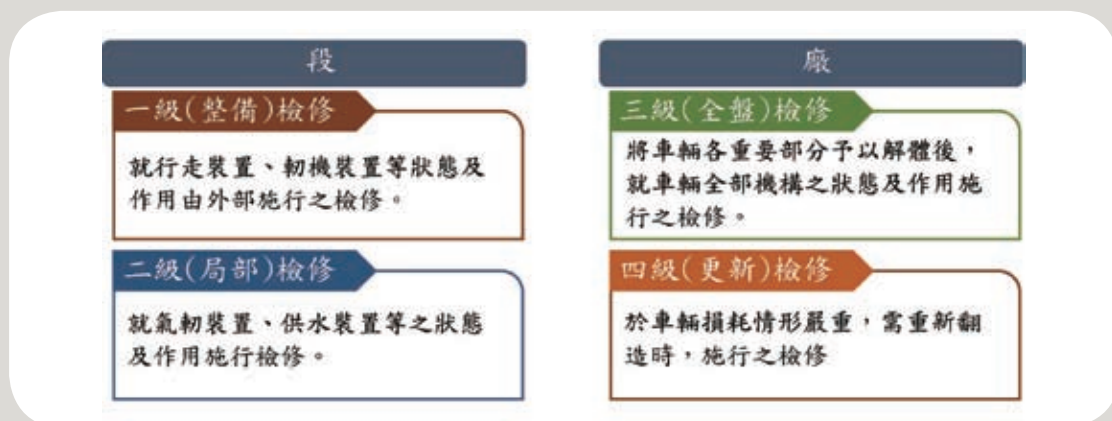 段
一級(整備)檢修
就行走裝置、軔機裝置等狀態及
作用由外部施行之檢修。
二級(局部)檢修
就氣軔裝置、供水裝置等之狀態
及作用施行檢修。
廠
三級(全盤)檢修
將車輛各重要部分予以解體後，
就車輛全部機構之狀態及作用施
行之檢修。
四級(更新)檢修
於車輛損耗情形嚴重，需重新翻
造時，施行之檢修